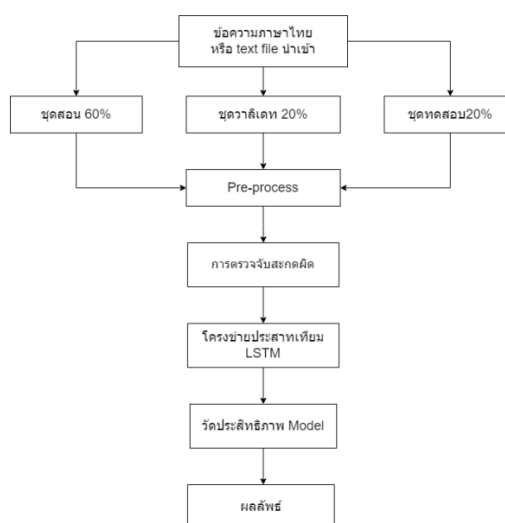 ข้อความภาษาไทย
หรือ text file นำเข้า
ชุดสอน 60%
ชุดวาลิเดท 20%
ชุดทดสอบ20%
Pre-process
การตรวจจับสะกดผิด
โครงข่ายประสาทเทียม
LSTM
วัดประสิทธิภาพ Model
ผลลัพธ์